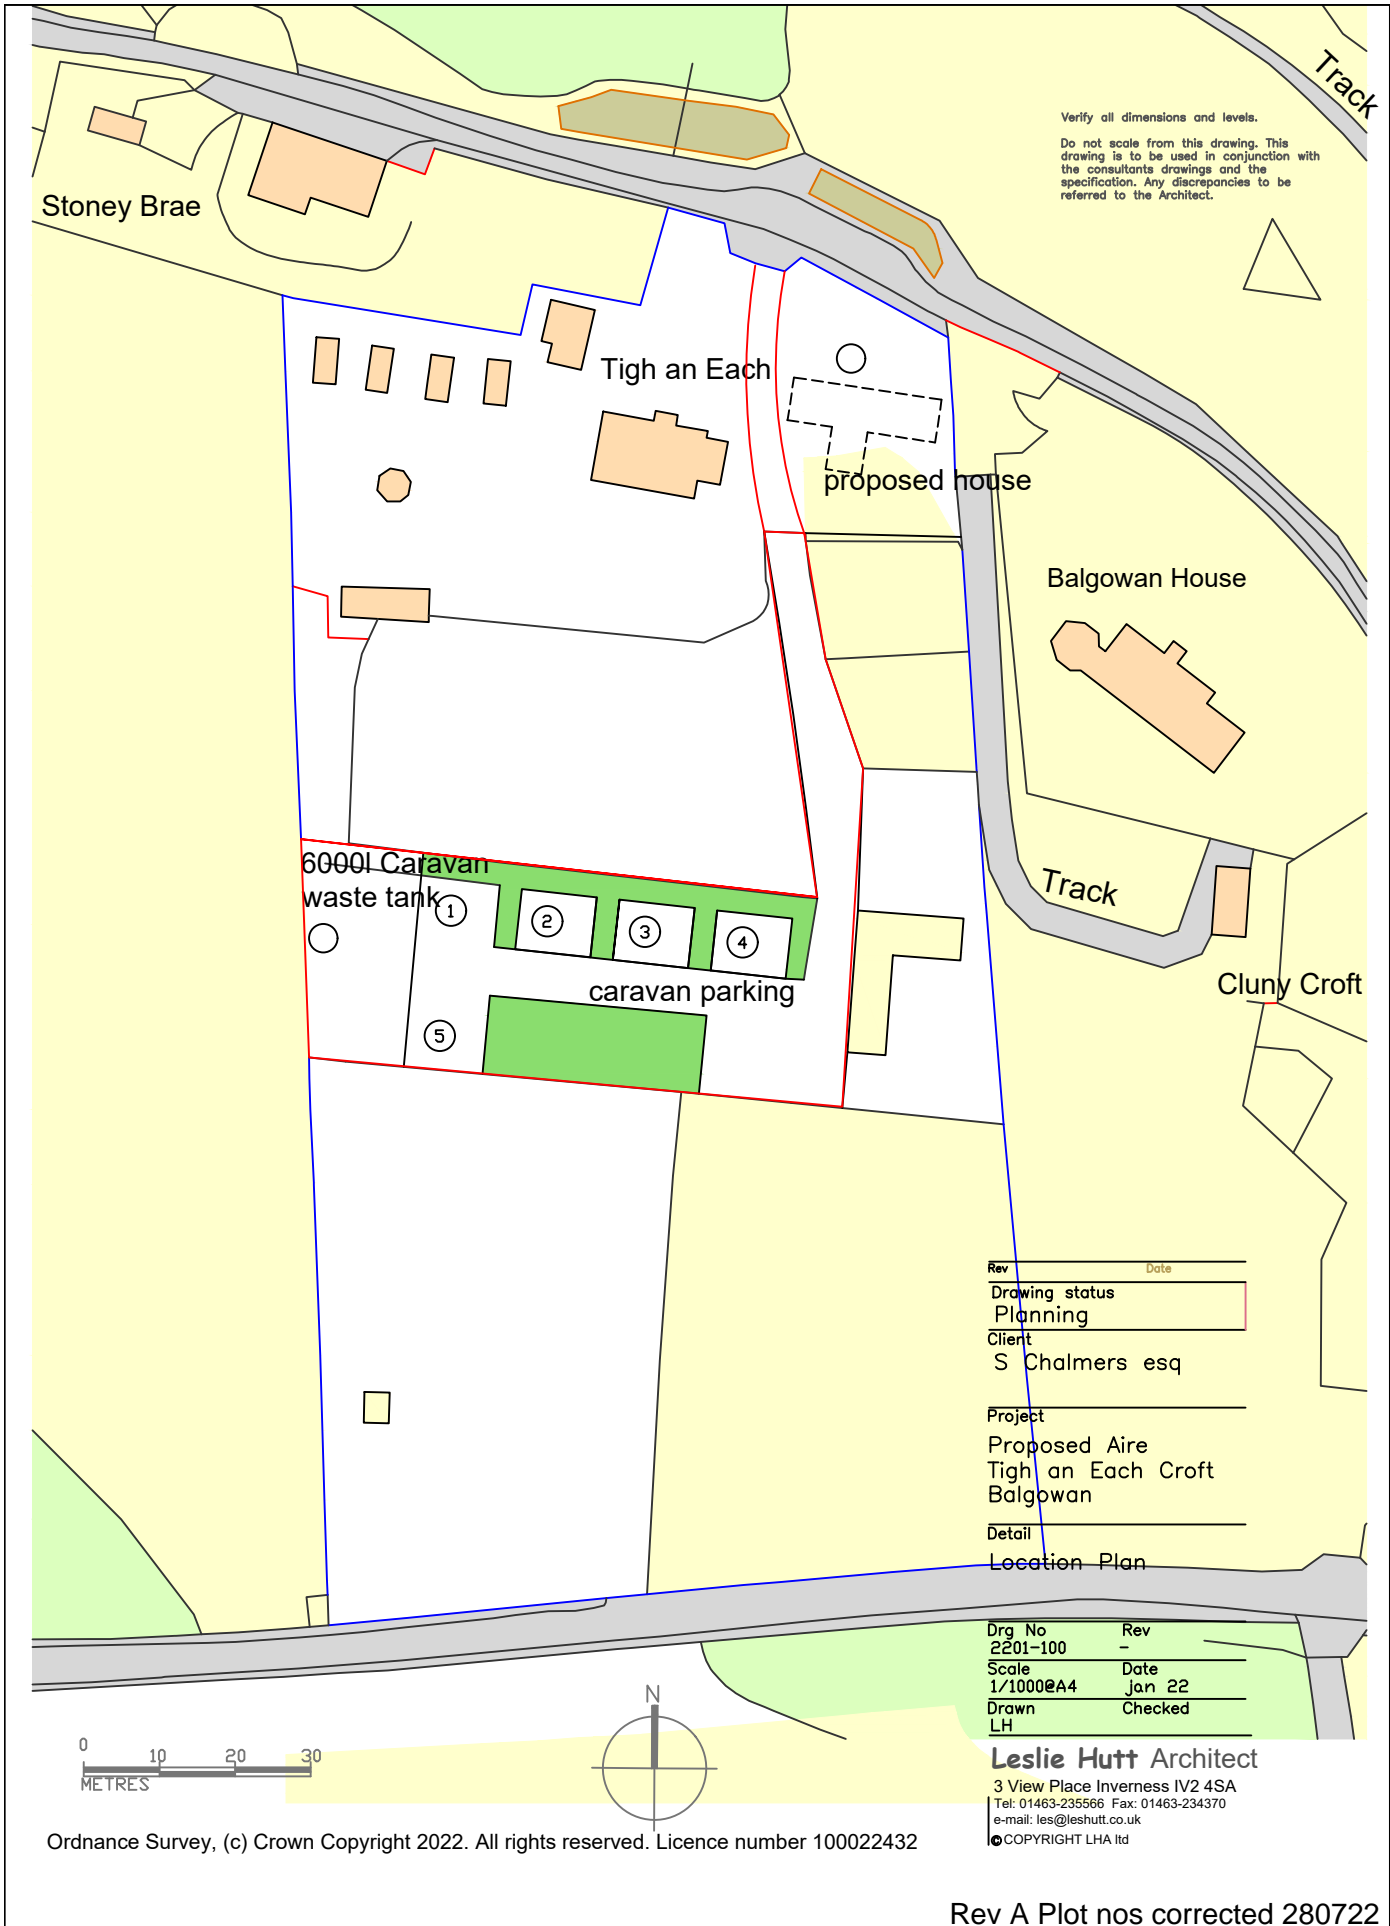 Track
Verify all dimensions and levels.
Do not scale from this drawing. This
drawing is to be used in conjunction with
the consultants drawings and the
specification. Any discrepancies to be
referred to the Architect.
Stoney Brae
Tigh an Each
proposed house
Balgowan House
6000l Caravan
waste tank
1
2
3
4
5
caravan parking
Track
Cluny Croft
Rev Date
Drawing status
Planning
Client
S Chalmers esq
Project
Proposed Aire
Tigh an Each Croft
Balgowan
Detail
Location Plan
Drg No Rev
2201-100 -
Scale Date
1/1000@A4 jan 22
Drawn Checked
LH
Leslie Hutt Architect
3 View Place Inverness IV2 4SA
Tel: 01463-235566 Fax: 01463-234370
e-mail: les@leshutt.co.uk
©COPYRIGHT LHA ltd
N
0 10 20 30
METRES
Ordnance Survey, (c) Crown Copyright 2022. All rights reserved. Licence number 100022432
Rev A Plot nos corrected 280722